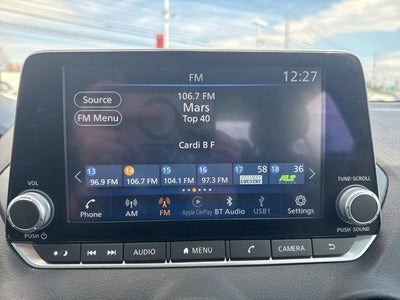 FM
12:27
Source
106.7 FM
Mars
FM Menu
Top 40
Cardi B F
13 14 15 16 17 58 18 36
96.9 FM 106.7 FM 104.1 FM 97.3 FM ALT
VOL
TUNE·SCROLL
Phone AM FM Apple CarPlay BT Audio USB1 Settings
PUSH
PUSH SOUND
AUDIO MENU CAMERA